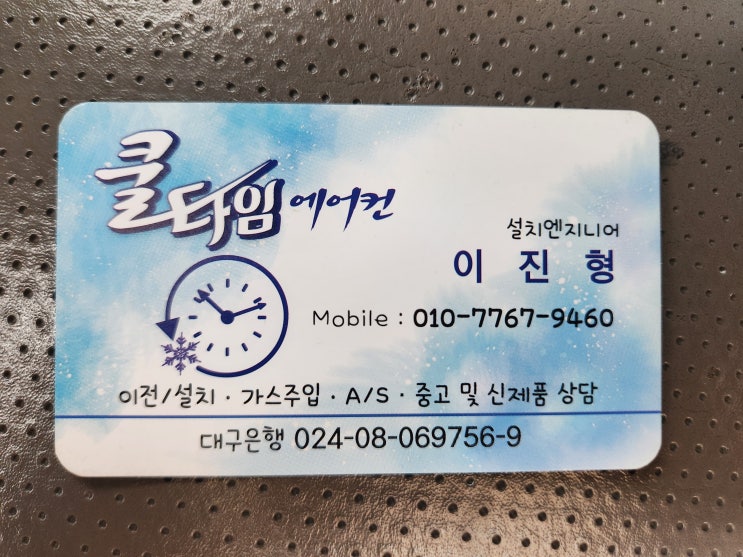 쿨타임 에어컨
설치엔지니어
이 진 형
Mobile : 010-7767-9460
이전/설치 · 가스주입 · A/S · 중고 및 신제품 상담
대구은행 024-08-069756-9